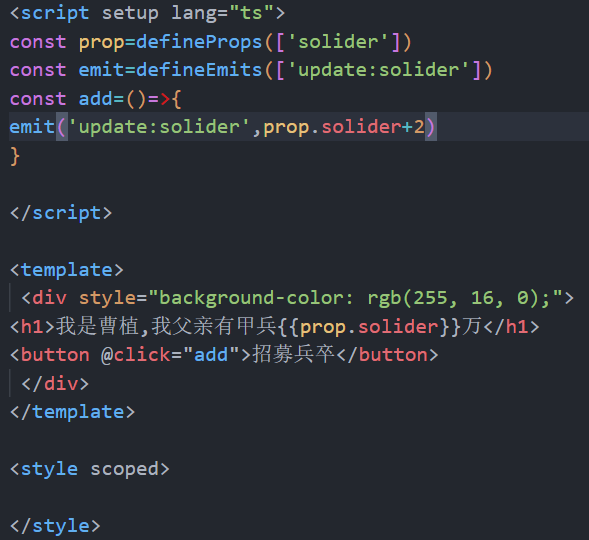 <script setup lang="ts">
const prop=defineProps(['solider'])
const emit=defineEmits(['update:solider'])
const add=()=>{
emit('update:solider',prop.solider+2)
}
</script>
<template>
<div style="background-color: rgb(255, 16, 0);">
<h1>我是曹植,我父亲有甲兵{{prop.solider}}万</h1>
<button @click="add">招募兵卒</button>
</div>
</template>
<style scoped>
</style>